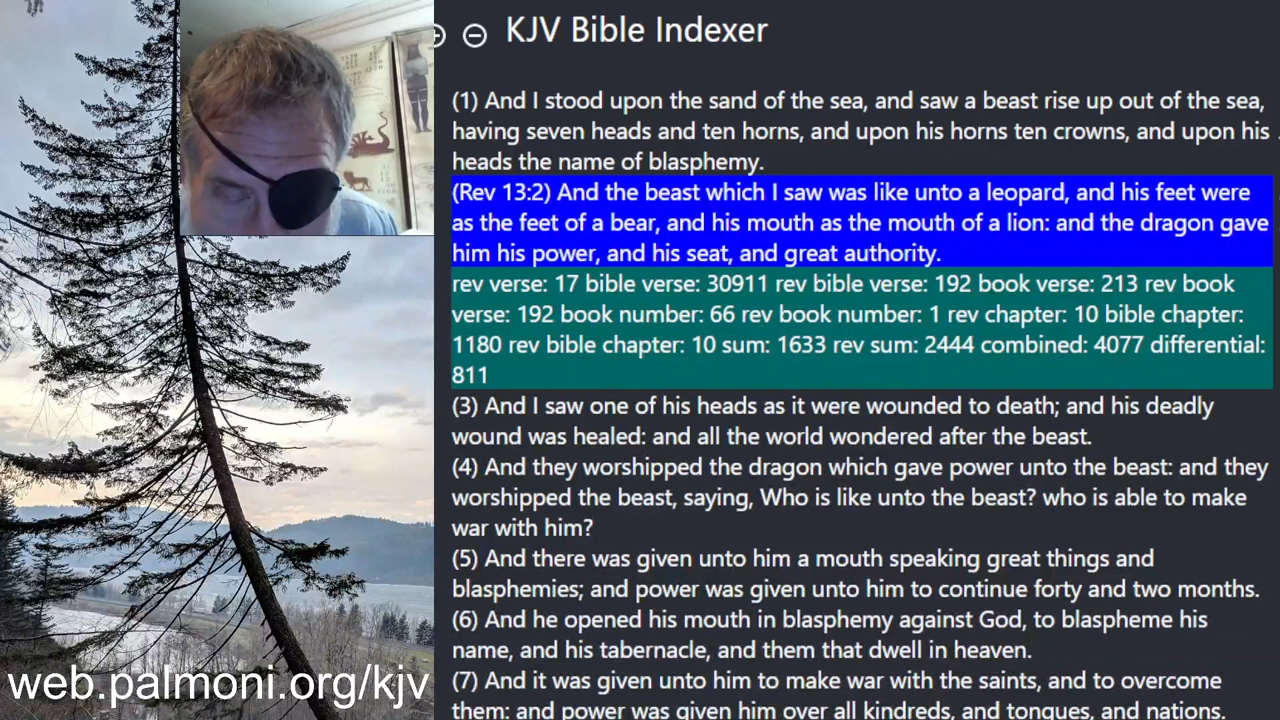 KJV Bible Indexer
(1) And I stood upon the sand of the sea, and saw a beast rise up out of the sea,
having seven heads and ten horns, and upon his horns ten crowns, and upon his
heads the name of blasphemy.
(Rev 13:2) And the beast which I saw was like unto a leopard, and his feet were
as the feet of a bear, and his mouth as the mouth of a lion: and the dragon gave
him his power, and his seat, and great authority.
rev verse: 17 bible verse: 30911 rev bible verse: 192 book verse: 213 rev book
verse: 192 book number: 66 rev book number: 1 rev chapter: 10 bible chapter:
1180 rev bible chapter: 10 sum: 1633 rev sum: 2444 combined: 4077 differential:
811
(3) And I saw one of his heads as it were wounded to death; and his deadly
wound was healed: and all the world wondered after the beast.
(4) And they worshipped the dragon which gave power unto the beast: and they
worshipped the beast, saying, Who is like unto the beast? who is able to make
war with him?
(5) And there was given unto him a mouth speaking great things and
blasphemies; and power was given unto him to continue forty and two months.
(6) And he opened his mouth in blasphemy against God, to blaspheme his
name, and his tabernacle, and them that dwell in heaven.
(7) And it was given unto him to make war with the saints, and to overcome
them: and power was given him over all kindreds, and tongues, and nations.
web.palmoni.org/kjv